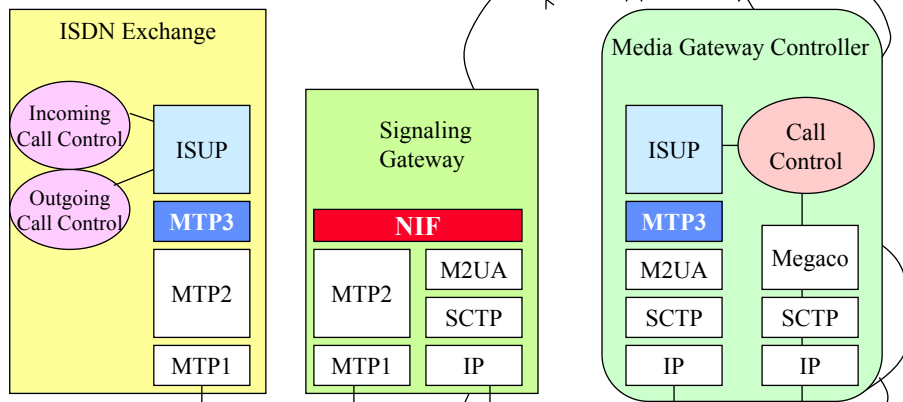 ISDN Exchange
Incoming
Call Control
Outgoing
Call Control
ISUP
MTP3
MTP2
MTP1
Signaling
Gateway
NIF
MTP2
MTP1
M2UA
SCTP
IP
Media Gateway Controller
ISUP
MTP3
M2UA
SCTP
IP
Call
Control
Megaco
SCTP
IP